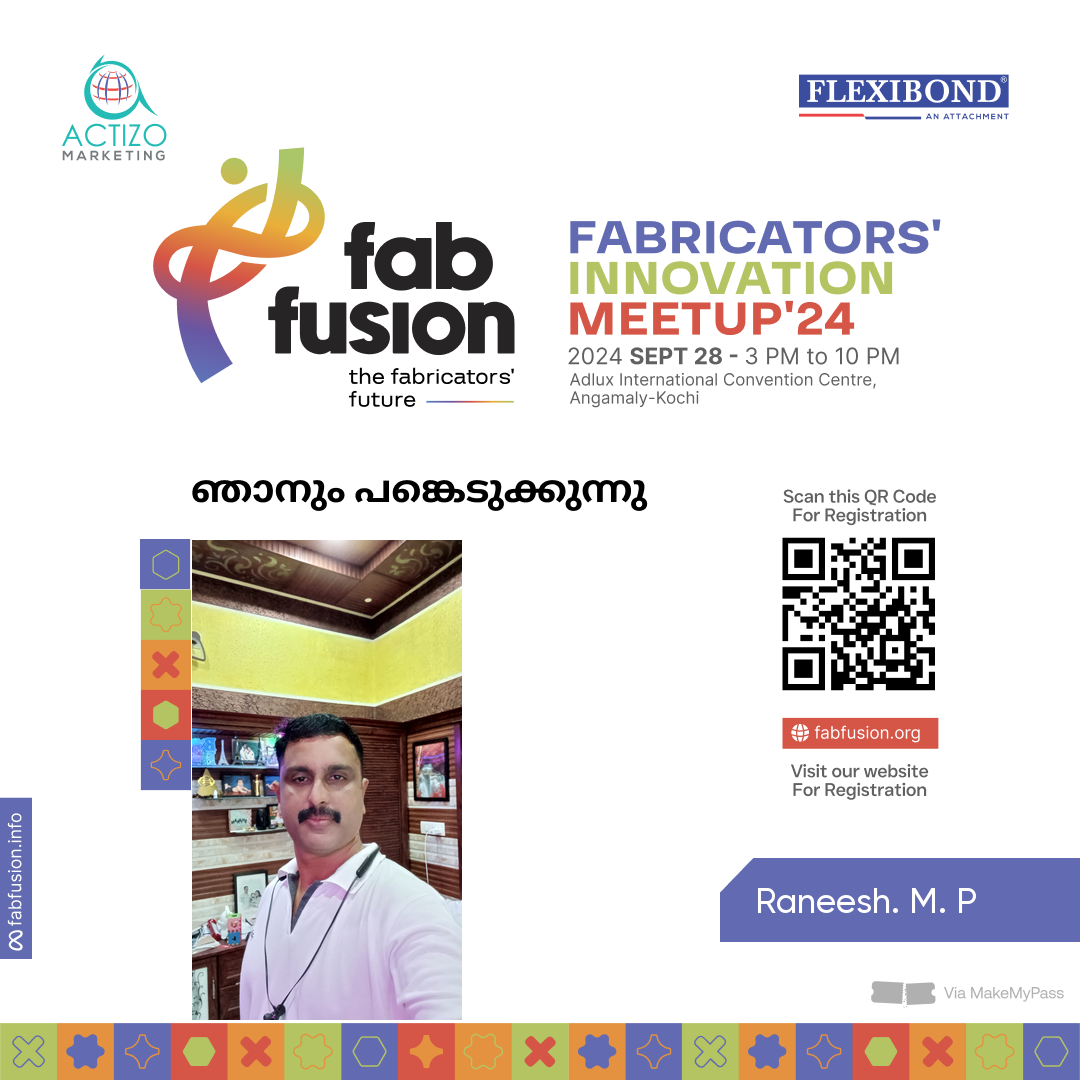 ACTIZO
MARKETING
FLEXIBOND®
AN ATTACHMENT
fab
fusion
the fabricators'
future
FABRICATORS'
INNOVATION
MEETUP'24
2024 SEPT 28 - 3 PM to 10 PM
Adlux International Convention Centre,
Angamaly-Kochi
ഞാനും പങ്കെടുക്കുന്നു
Scan this QR Code
For Registration
fabfusion.org
Visit our website
For Registration
fabfusion.info
Raneesh. M. P
Via MakeMyPass